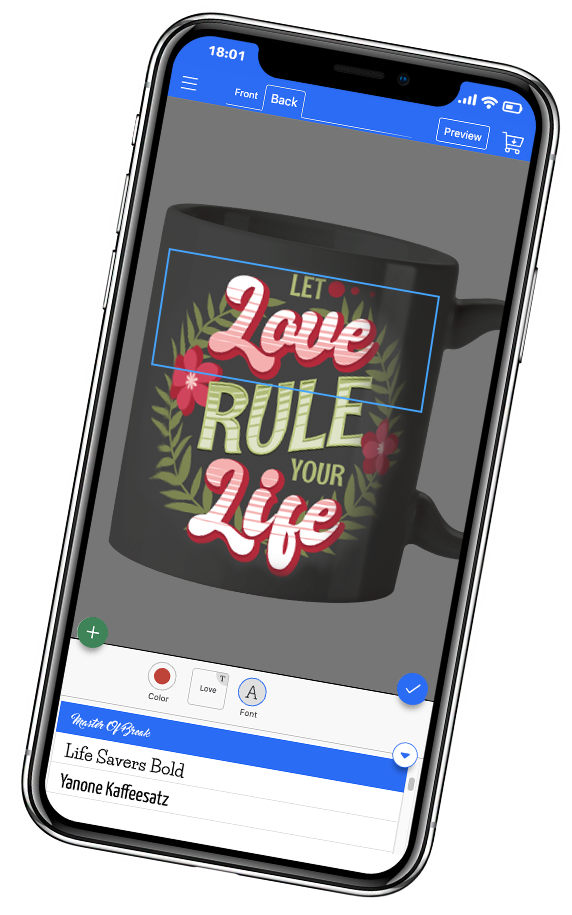 18:01
Front Back
Preview
LET
Love
RULE
YOUR
Life
T
Love
A
Color
Font
Master Of Break
Life Savers Bold
Yanone Kaffeesatz